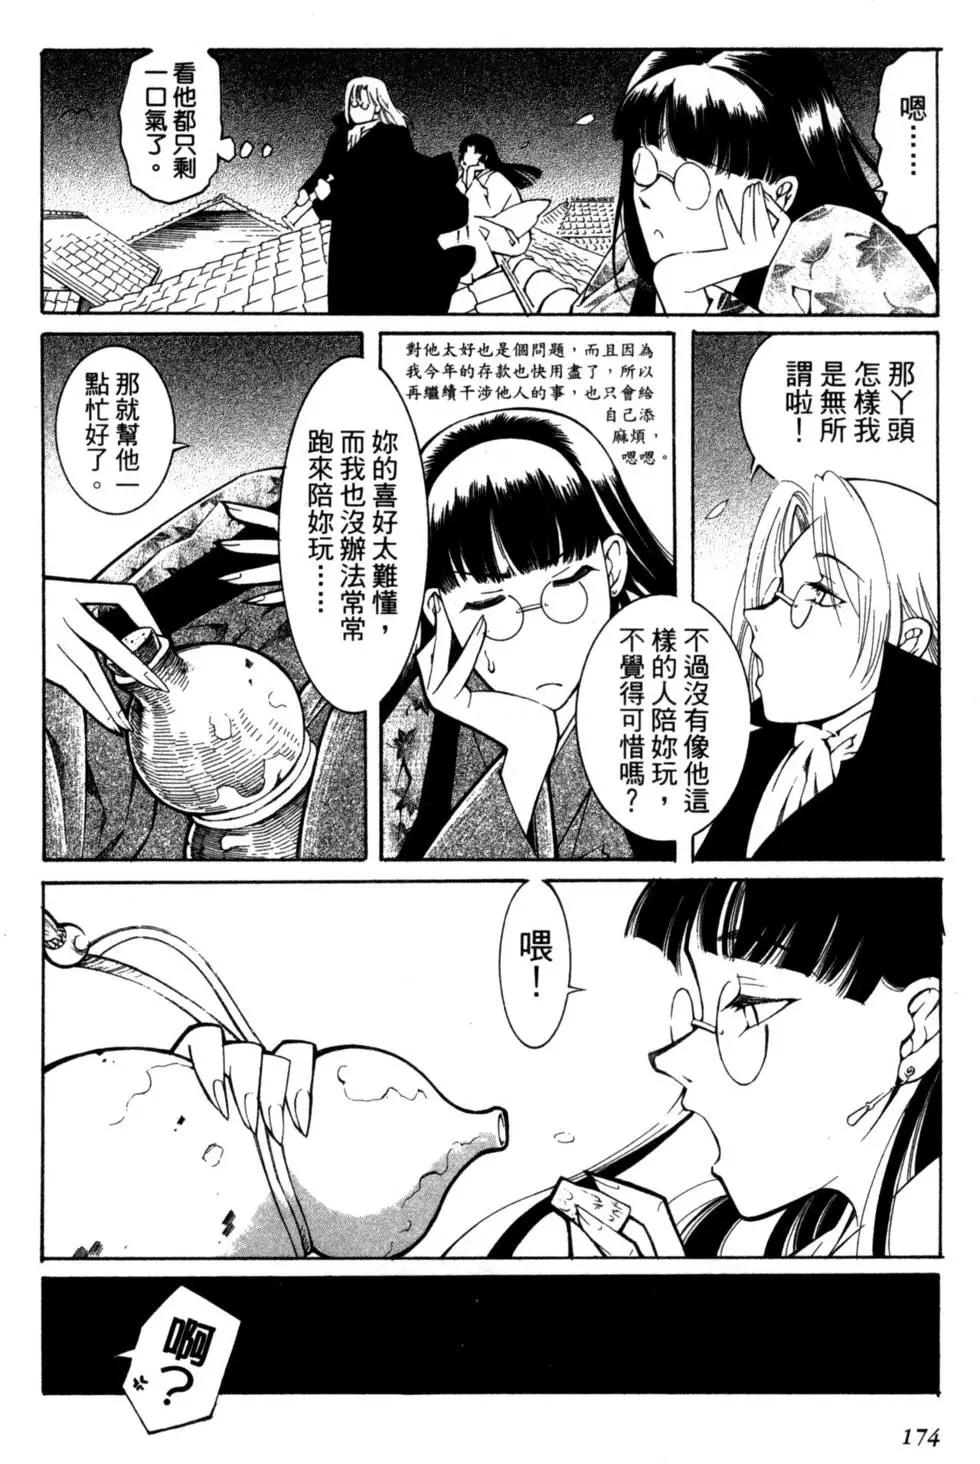 嗯……
看他都只剩
一口氣了。
那丫頭
怎樣我
是無所
謂啦！
不過沒有像他這
樣的人陪妳玩，
不覺得可惜嗎？
對他太好也是個問題，而且因為
我今年的存款也快用盡了，所以
再繼續干涉他人的事，也只會給
自己添
麻煩，
嗯嗯。
妳的喜好太難懂，
而我也沒辦法常常
跑來陪妳玩……
那就幫他一
點忙好了。
喂！
啊？
174